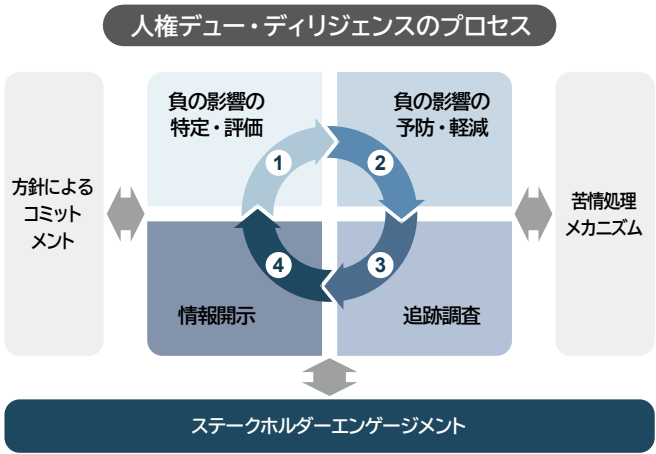 人権デュー・ディリジェンスのプロセス
方針による
コミット
メント
負の影響の
特定・評価
1
負の影響の
予防・軽減
2
情報開示
4
追跡調査
3
苦情処理
メカニズム
ステークホルダーエンゲージメント